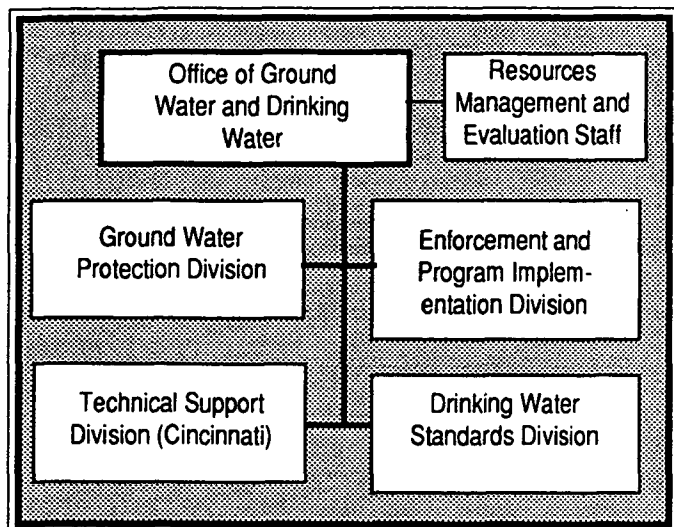 Office of Ground
Water and Drinking
Water
Resources
Management and
Evaluation Staff
Ground Water
Protection Division
Enforcement and
Program Implem-
entation Division
Technical Support
Division (Cincinnati)
Drinking Water
Standards Division